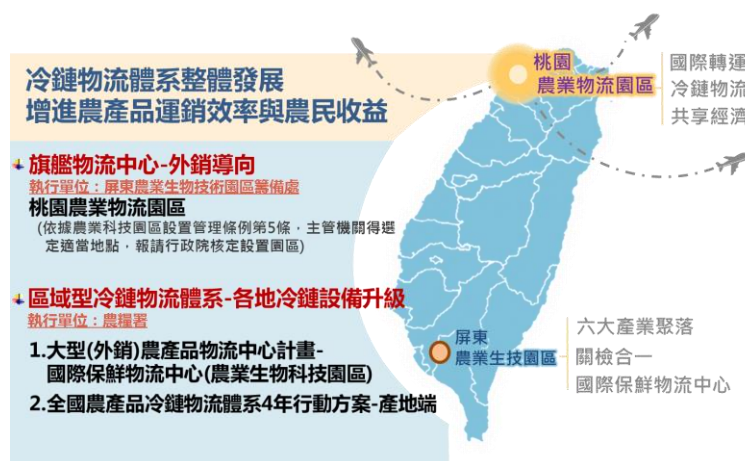 冷鏈物流體系整體發展
增進農產品運銷效率與農民收益
旗艦物流中心-外銷導向
執行單位：屏東農業生物技術園區籌備處
桃園農業物流園區
(依據農業科技園區設置管理條例第5條，主管機關得選
定適當地點，報請行政院核定設置園區)
區域型冷鏈物流體系-各地冷鏈設備升級
執行單位：農糧署
1.大型(外銷)農產品物流中心計畫-
國際保鮮物流中心(農業生物科技園區)
2.全國農產品冷鏈物流體系4年行動方案-產地端
桃園
農業物流園區
國際轉運
冷鏈物流
共享經濟
屏東
農業生技園區
六大產業聚落
關檢合一
國際保鮮物流中心